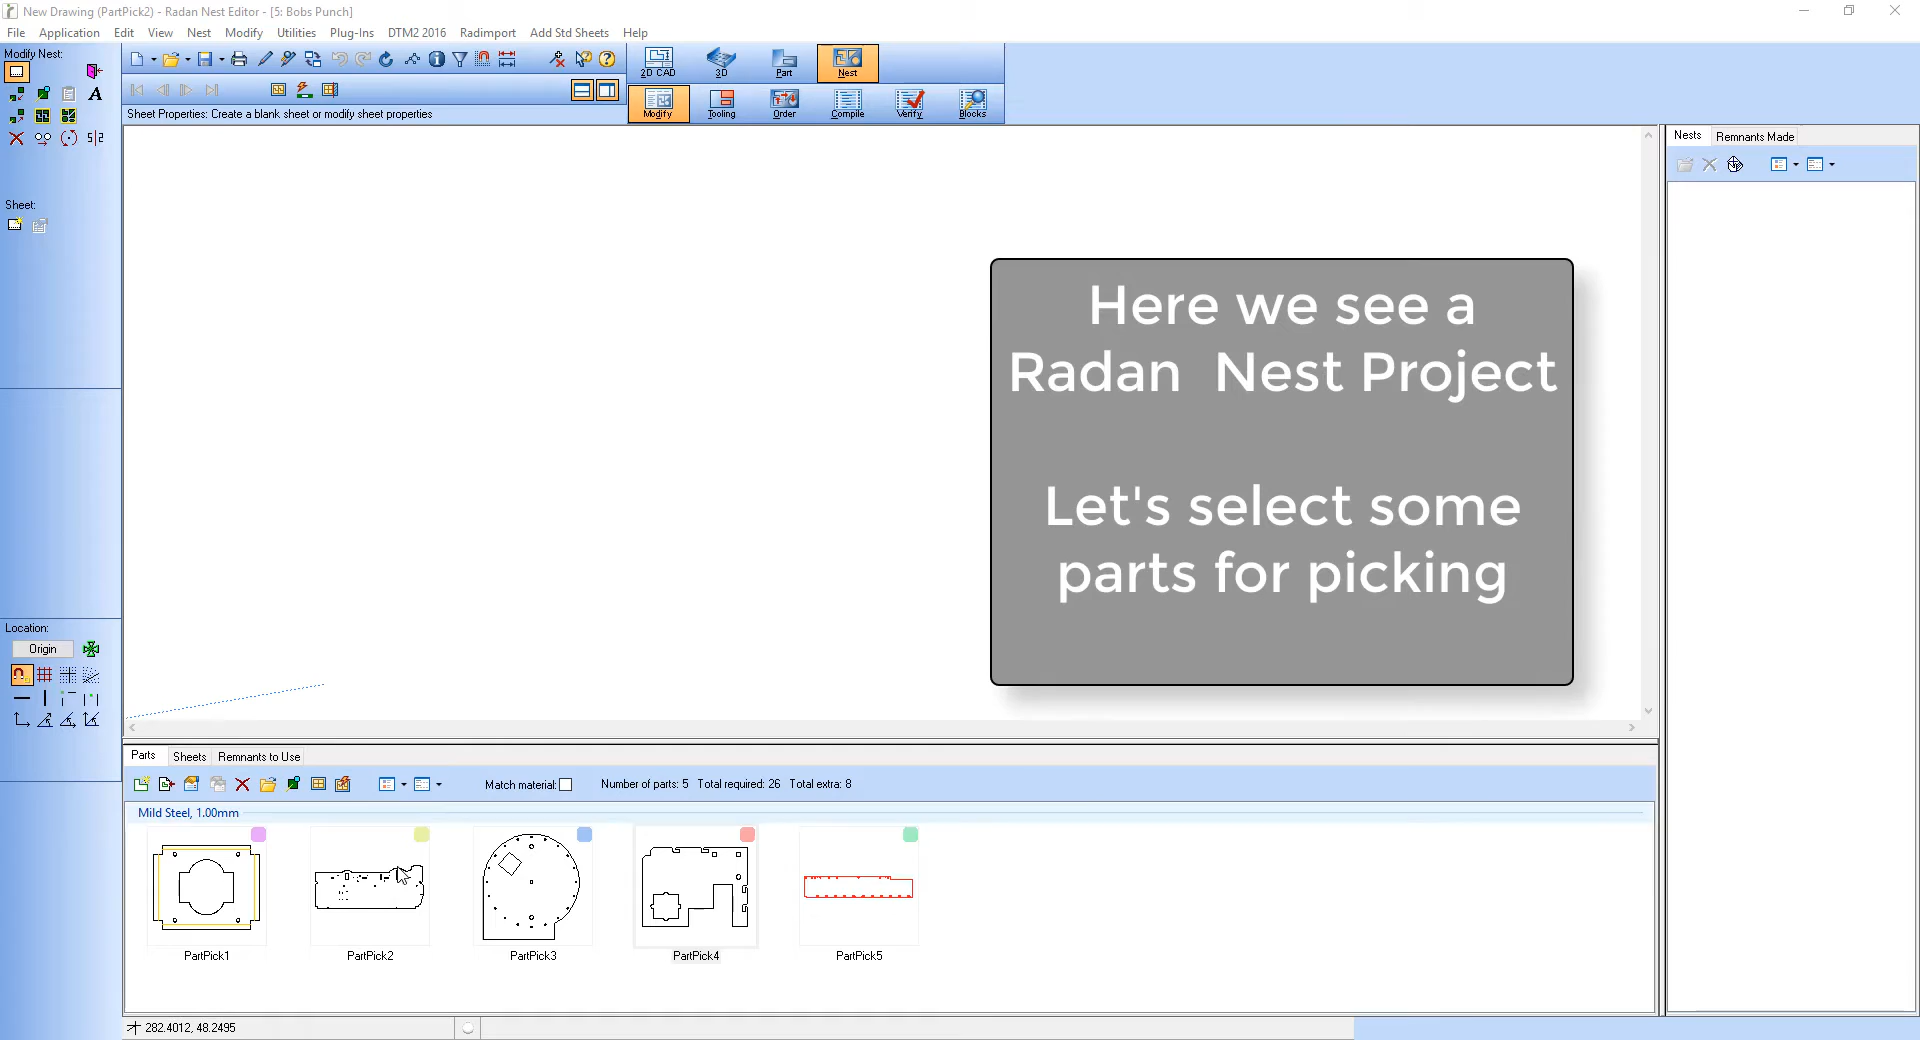 New Drawing (PartPick2) - Radan Nest Editor - [5: Bobs Punch]
File Application Edit View Nest Modify Utilities Plug-Ins DTM2 2016 Radimport Add Std Sheets Help
Modify Nest:
2D CAD 3D Part Nest
Modify Tooling Order Compile Verify Blocks
Sheet Properties: Create a blank sheet or modify sheet properties
Nests Remnants Made
Sheet:
Here we see a
Radan Nest Project
Let's select some
parts for picking
Location:
Origin
Parts Sheets Remnants to Use
Match material: Number of parts: 5 Total required: 26 Total extra: 8
Mild Steel, 1.00mm
PartPick1 PartPick2 PartPick3 PartPick4 PartPick5
282.4012, 48.2495